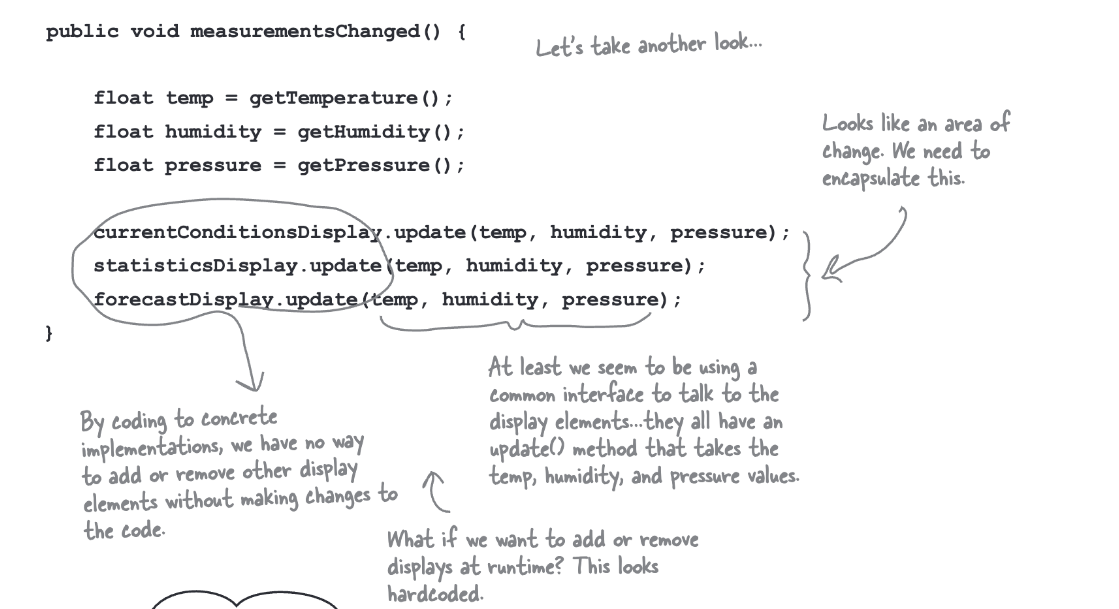 public void measurementsChanged() {
Let's take another look...
float temp = getTemperature();
float humidity = getHumidity();
float pressure = getPressure();
Looks like an area of
change. We need to
encapsulate this.
currentConditionsDisplay.update(temp, humidity, pressure);
statisticsDisplay.update(temp, humidity, pressure);
forecastDisplay.update(temp, humidity, pressure);
}
At least we seem to be using a
common interface to talk to the
display elements...they all have an
update() method that takes the
temp, humidity, and pressure values.
By coding to concrete
implementations, we have no way
to add or remove other display
elements without making changes to
the code.
What if we want to add or remove
displays at runtime? This looks
hardcoded.